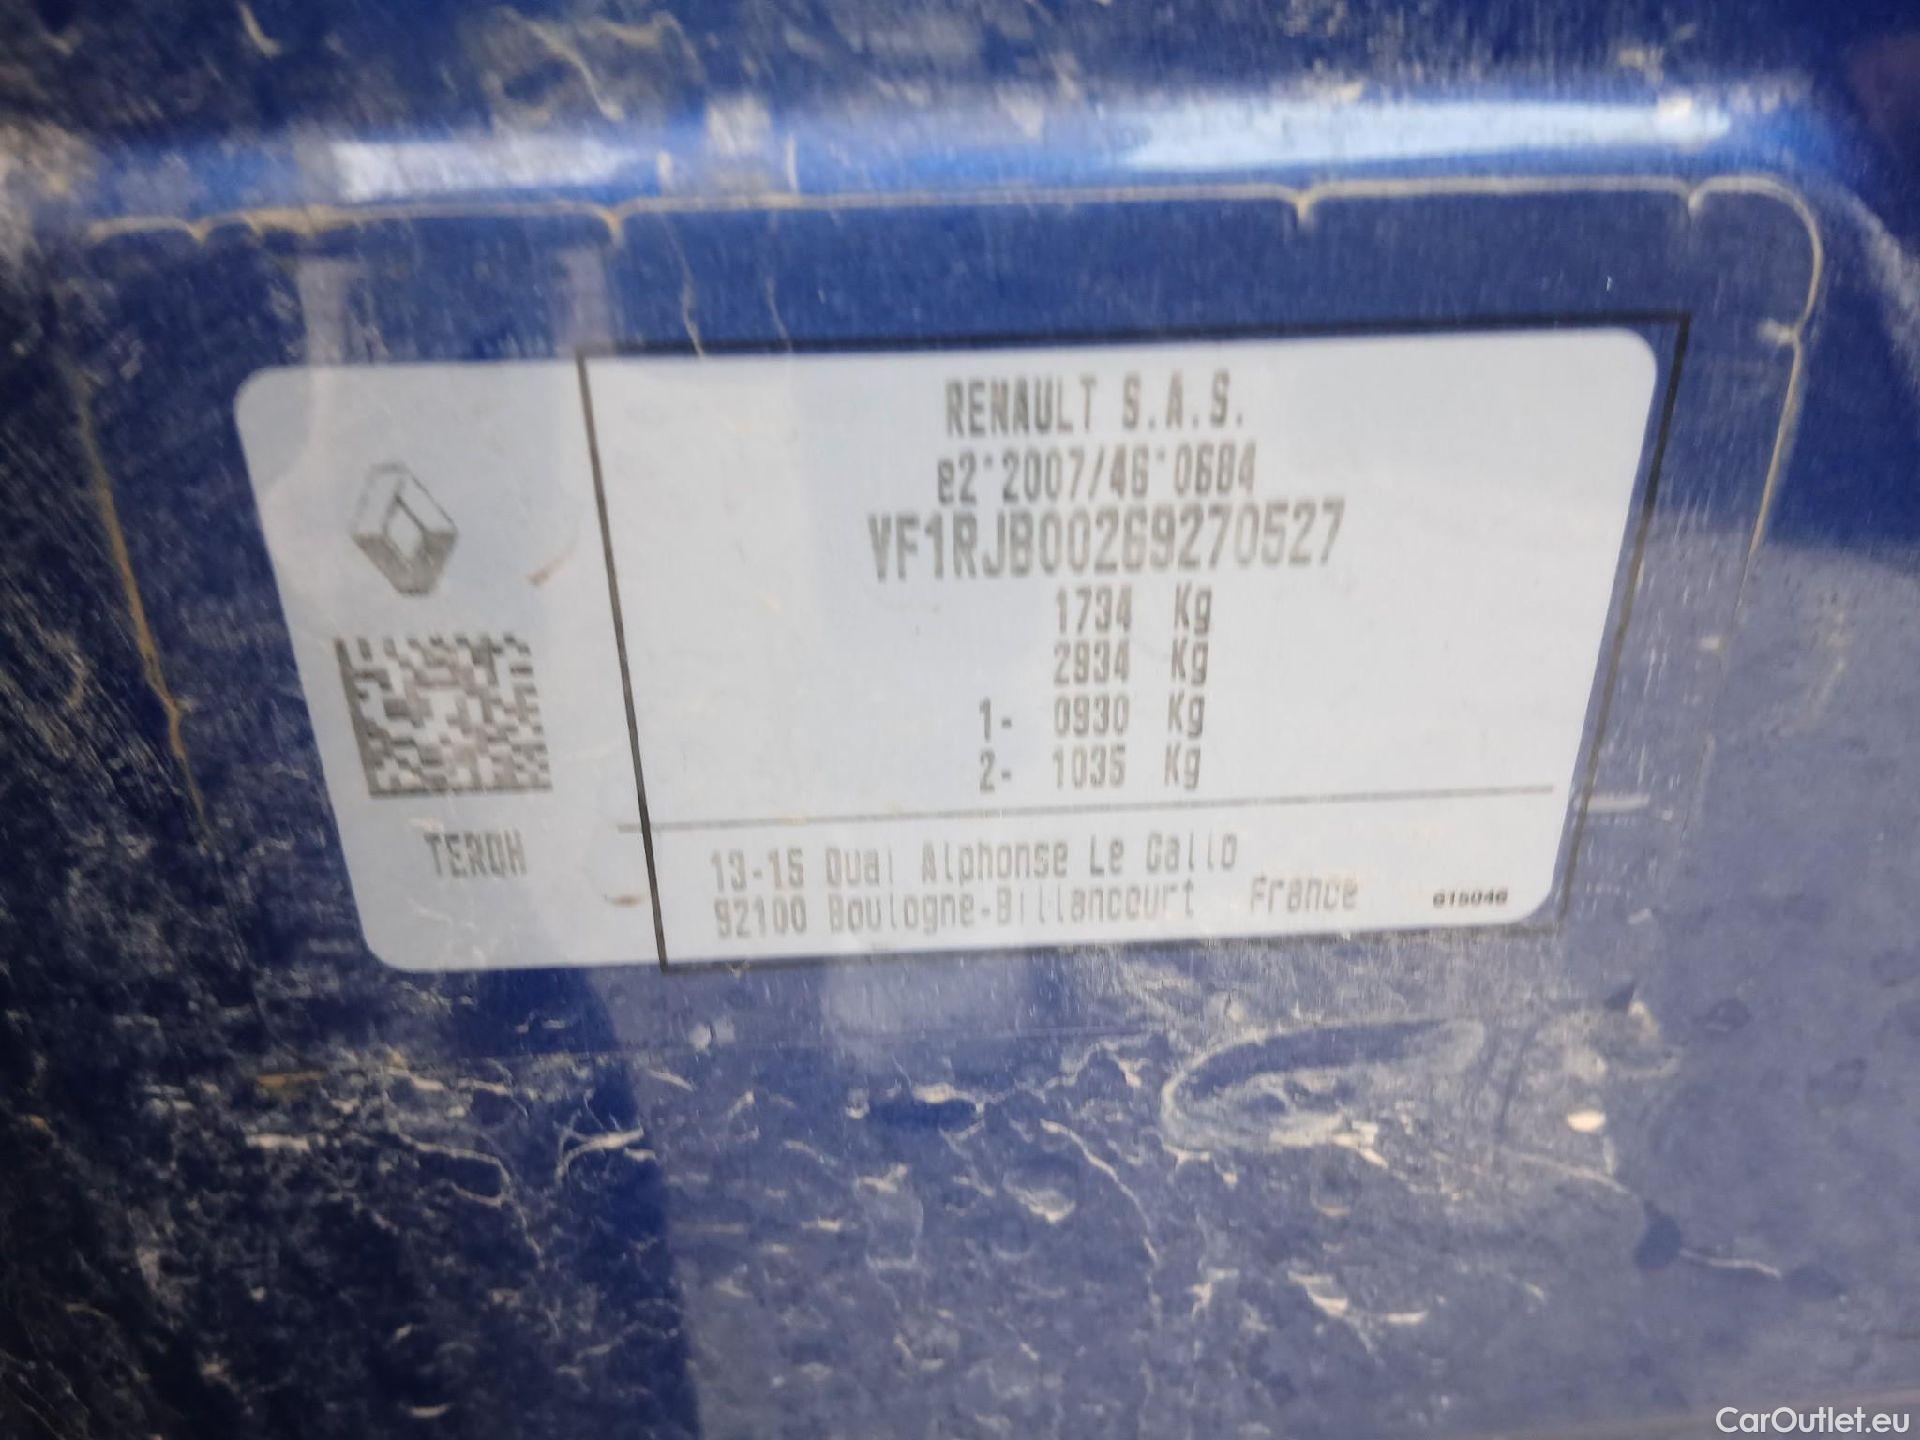 RENAULT S.A.S.
e2*2007/46*0684
VF1RJB00269270527
1734 Kg
2934 Kg
1- 0930 Kg
2- 1035 Kg
TERQH
13-15 Quai Alphonse Le Gallo
92100 Boulogne-Billancourt France
615046
CarOutlet.eu